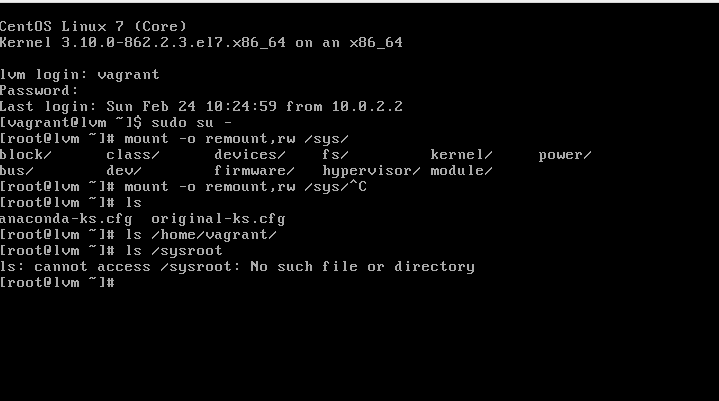 CentOS Linux 7 (Core)
Kernel 3.10.0-862.2.3.el7.x86_64 on an x86_64
lvm login: vagrant
Password:
Last login: Sun Feb 24 10:24:59 from 10.0.2.2
[vagrant@lvm ~]$ sudo su -
[root@lvm ~]# mount -o remount,rw /sys/
block/ class/ devices/ fs/ kernel/ power/
bus/ dev/ firmware/ hypervisor/ module/
[root@lvm ~]# mount -o remount,rw /sys/^C
[root@lvm ~]# ls
anaconda-ks.cfg original-ks.cfg
[root@lvm ~]# ls /home/vagrant/
[root@lvm ~]# ls /sysroot
ls: cannot access /sysroot: No such file or directory
[root@lvm ~]#